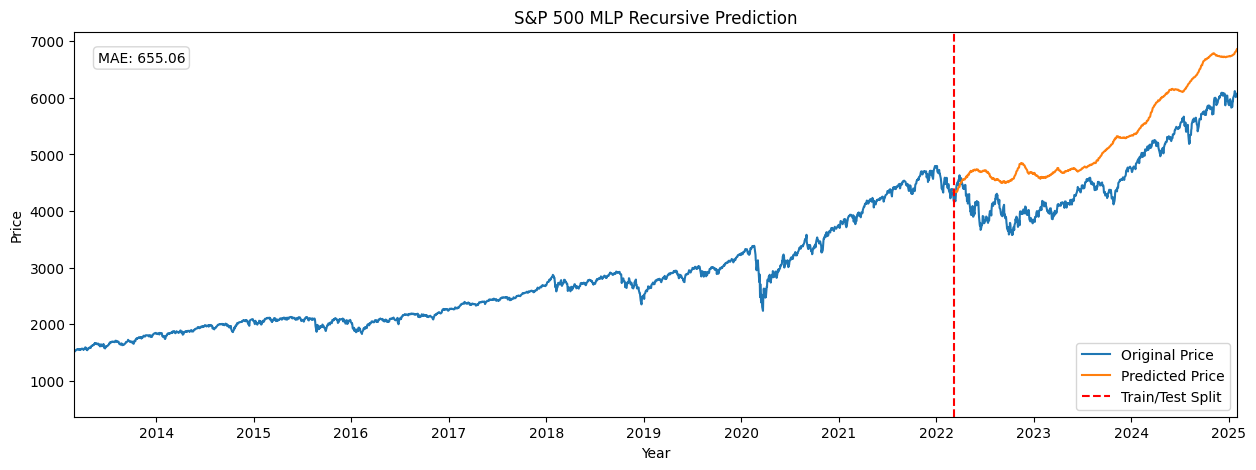 S&P 500 MLP Recursive Prediction
MAE: 655.06
7000
6000
5000
4000
3000
2000
1000
Price
Original Price
Predicted Price
Train/Test Split
2014 2015 2016 2017 2018 2019 2020 2021 2022 2023 2024 2025
Year